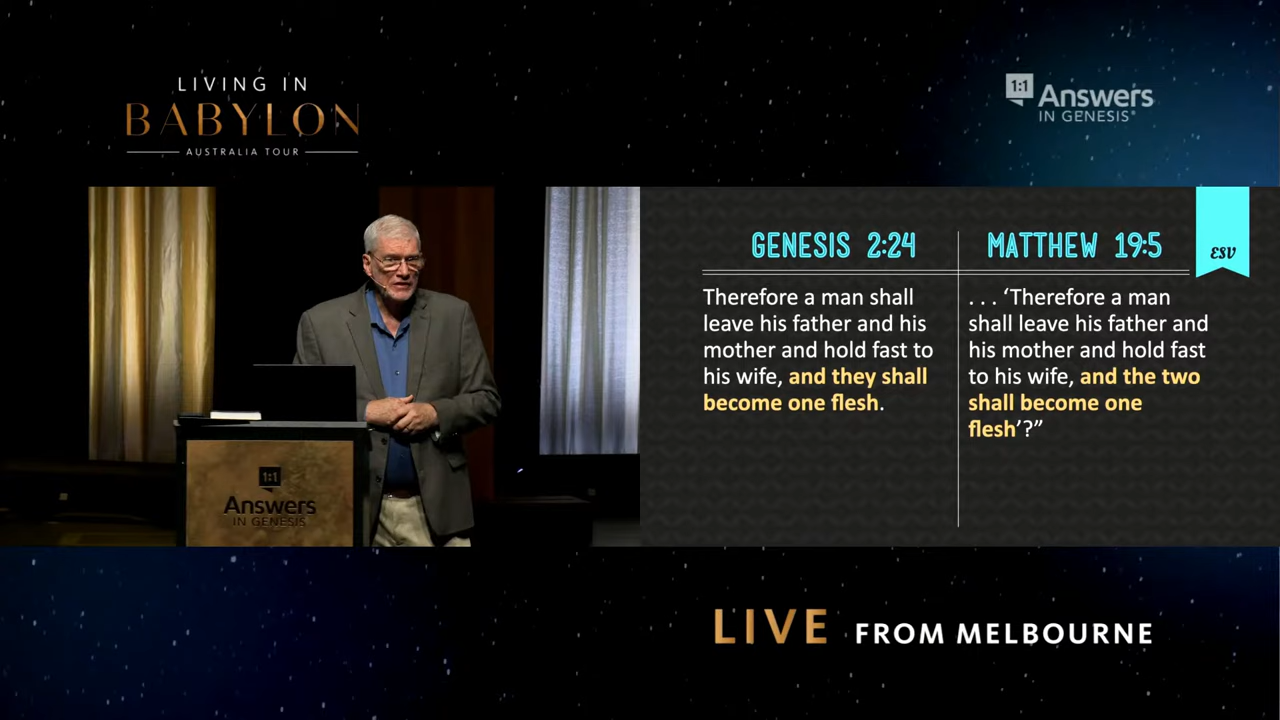 LIVING IN
BABYLON
AUSTRALIA TOUR
1:1
Answers
IN GENESIS®
GENESIS 2:24
Therefore a man shall
leave his father and his
mother and hold fast to
his wife, and they shall
become one flesh.
MATTHEW 19:5
. . . ‘Therefore a man
shall leave his father and
his mother and hold fast
to his wife, and the two
shall become one
flesh’?”
ESV
1:1
Answers
IN GENESIS
LIVE FROM MELBOURNE